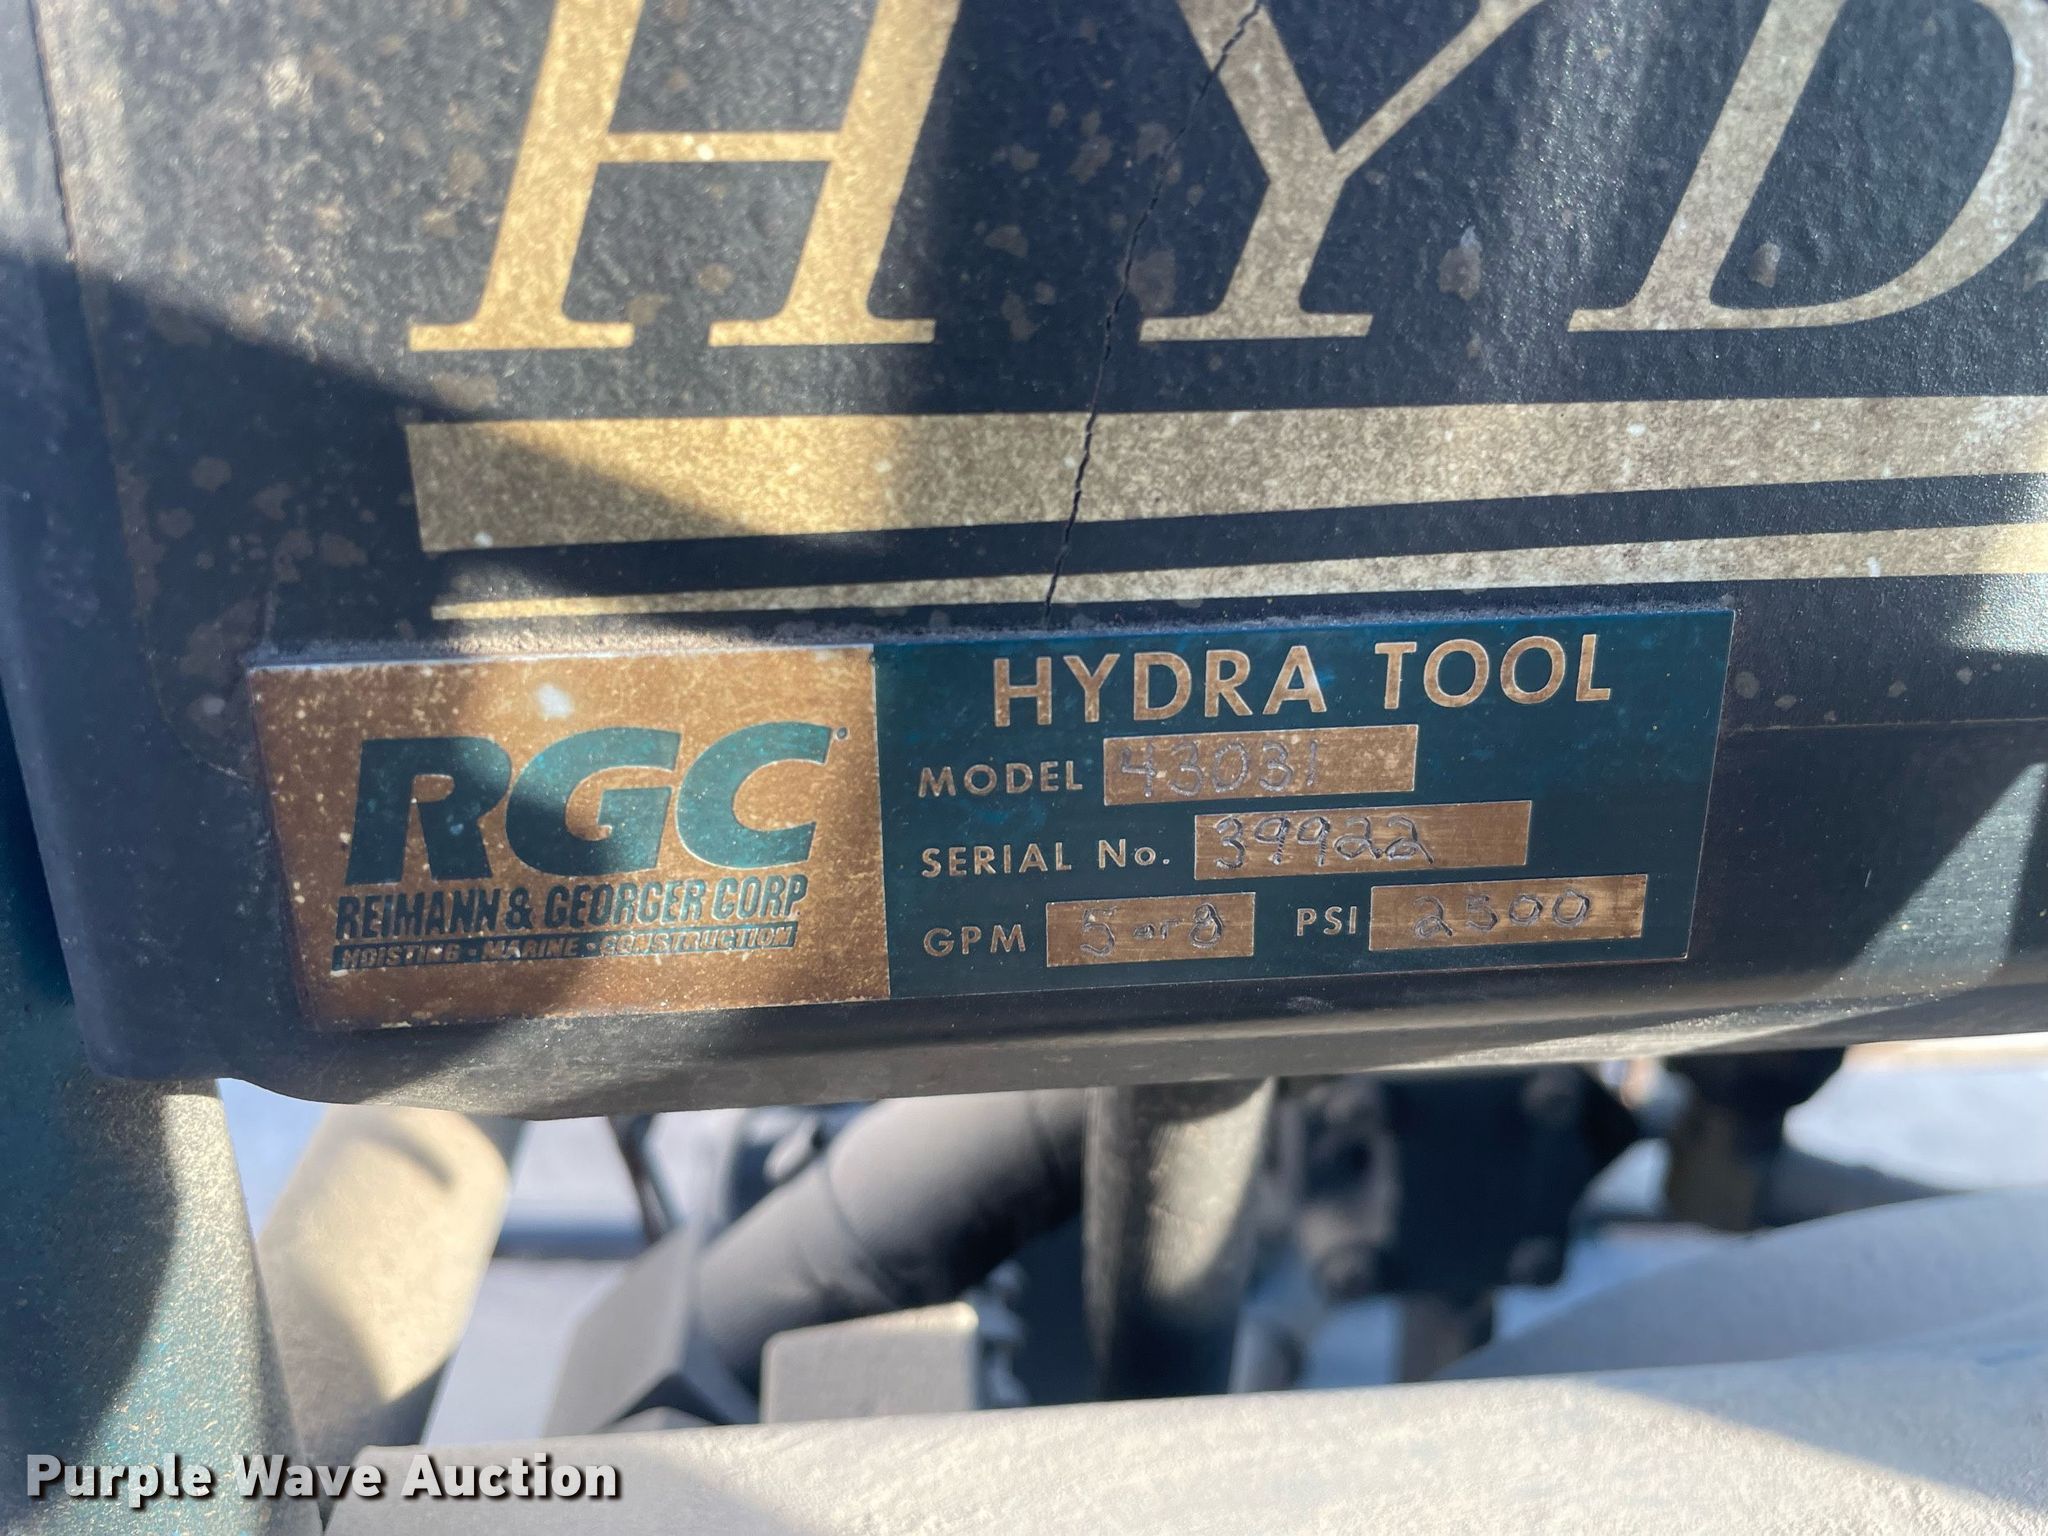 HYD
RGC
REIMANN & GEORGER CORP
HOISTING - MARINE - CONSTRUCTION
HYDRA TOOL
MODEL 43031
SERIAL No. 39922
GPM 5 or 8 PSI 2500
Purple Wave Auction